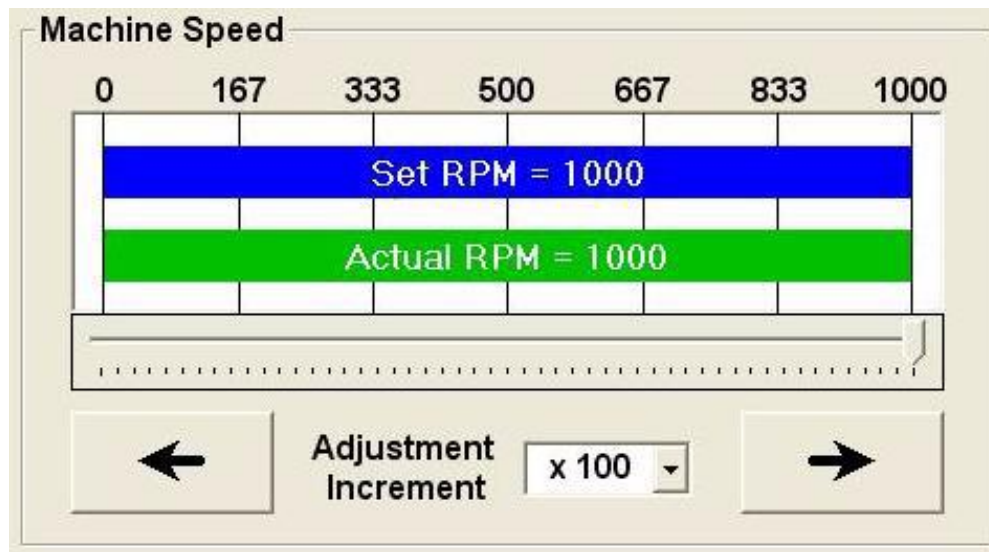 Machine Speed
0 167 333 500 667 833 1000
Set RPM = 1000
Actual RPM = 1000
Adjustment
Increment
x 100